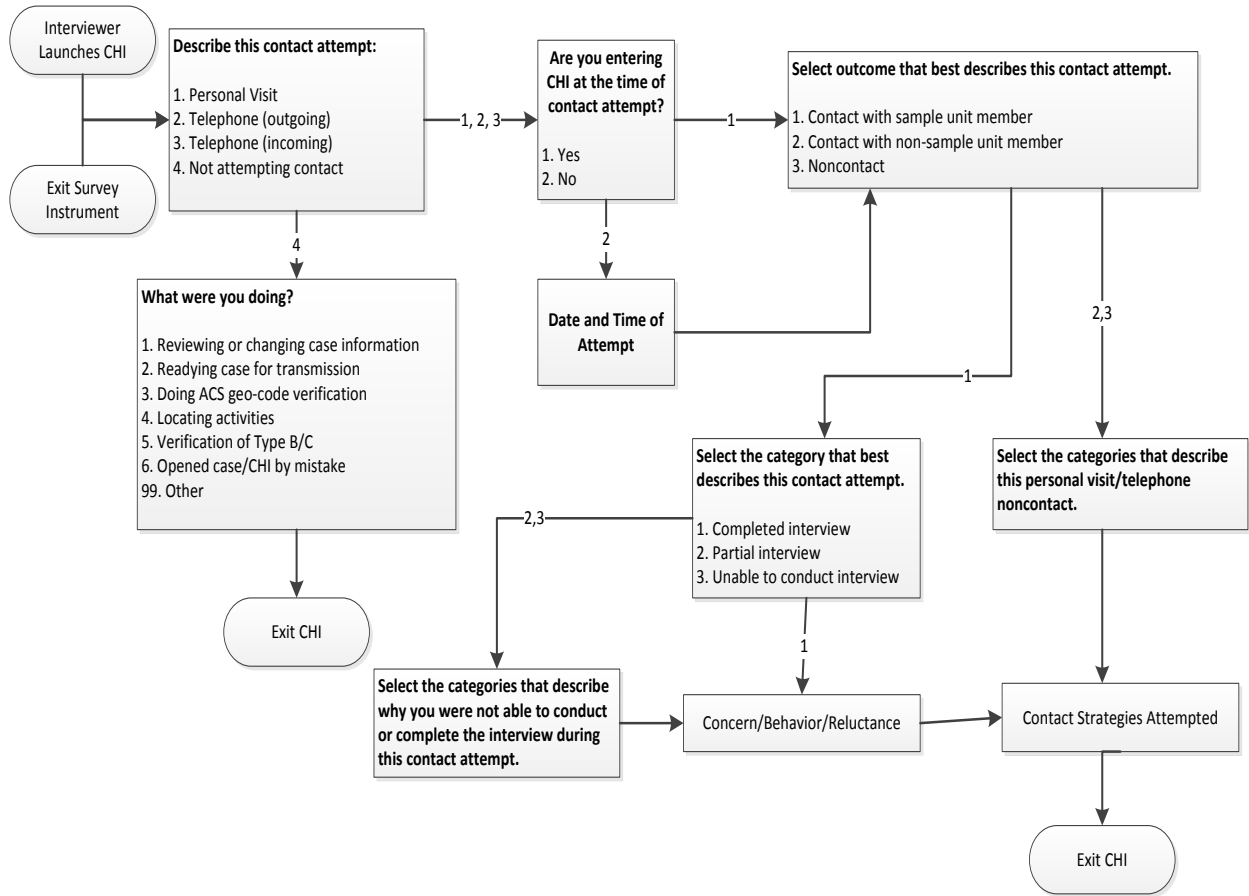 Interviewer
Launches CHI
Exit Survey
Instrument
Describe this contact attempt:
1. Personal Visit
2. Telephone (outgoing)
3. Telephone (incoming)
4. Not attempting contact
1, 2, 3
4
Are you entering
CHI at the time of
contact attempt?
1. Yes
2. No
1
2
Date and Time of
Attempt
Select outcome that best describes this contact attempt.
1. Contact with sample unit member
2. Contact with non-sample unit member
3. Noncontact
1
2,3
What were you doing?
1. Reviewing or changing case information
2. Readying case for transmission
3. Doing ACS geo-code verification
4. Locating activities
5. Verification of Type B/C
6. Opened case/CHI by mistake
99. Other
Exit CHI
Select the category that best
describes this contact attempt.
1. Completed interview
2. Partial interview
3. Unable to conduct interview
2,3
1
Select the categories that describe
this personal visit/telephone
noncontact.
Select the categories that describe
why you were not able to conduct
or complete the interview during
this contact attempt.
Concern/Behavior/Reluctance
Contact Strategies Attempted
Exit CHI